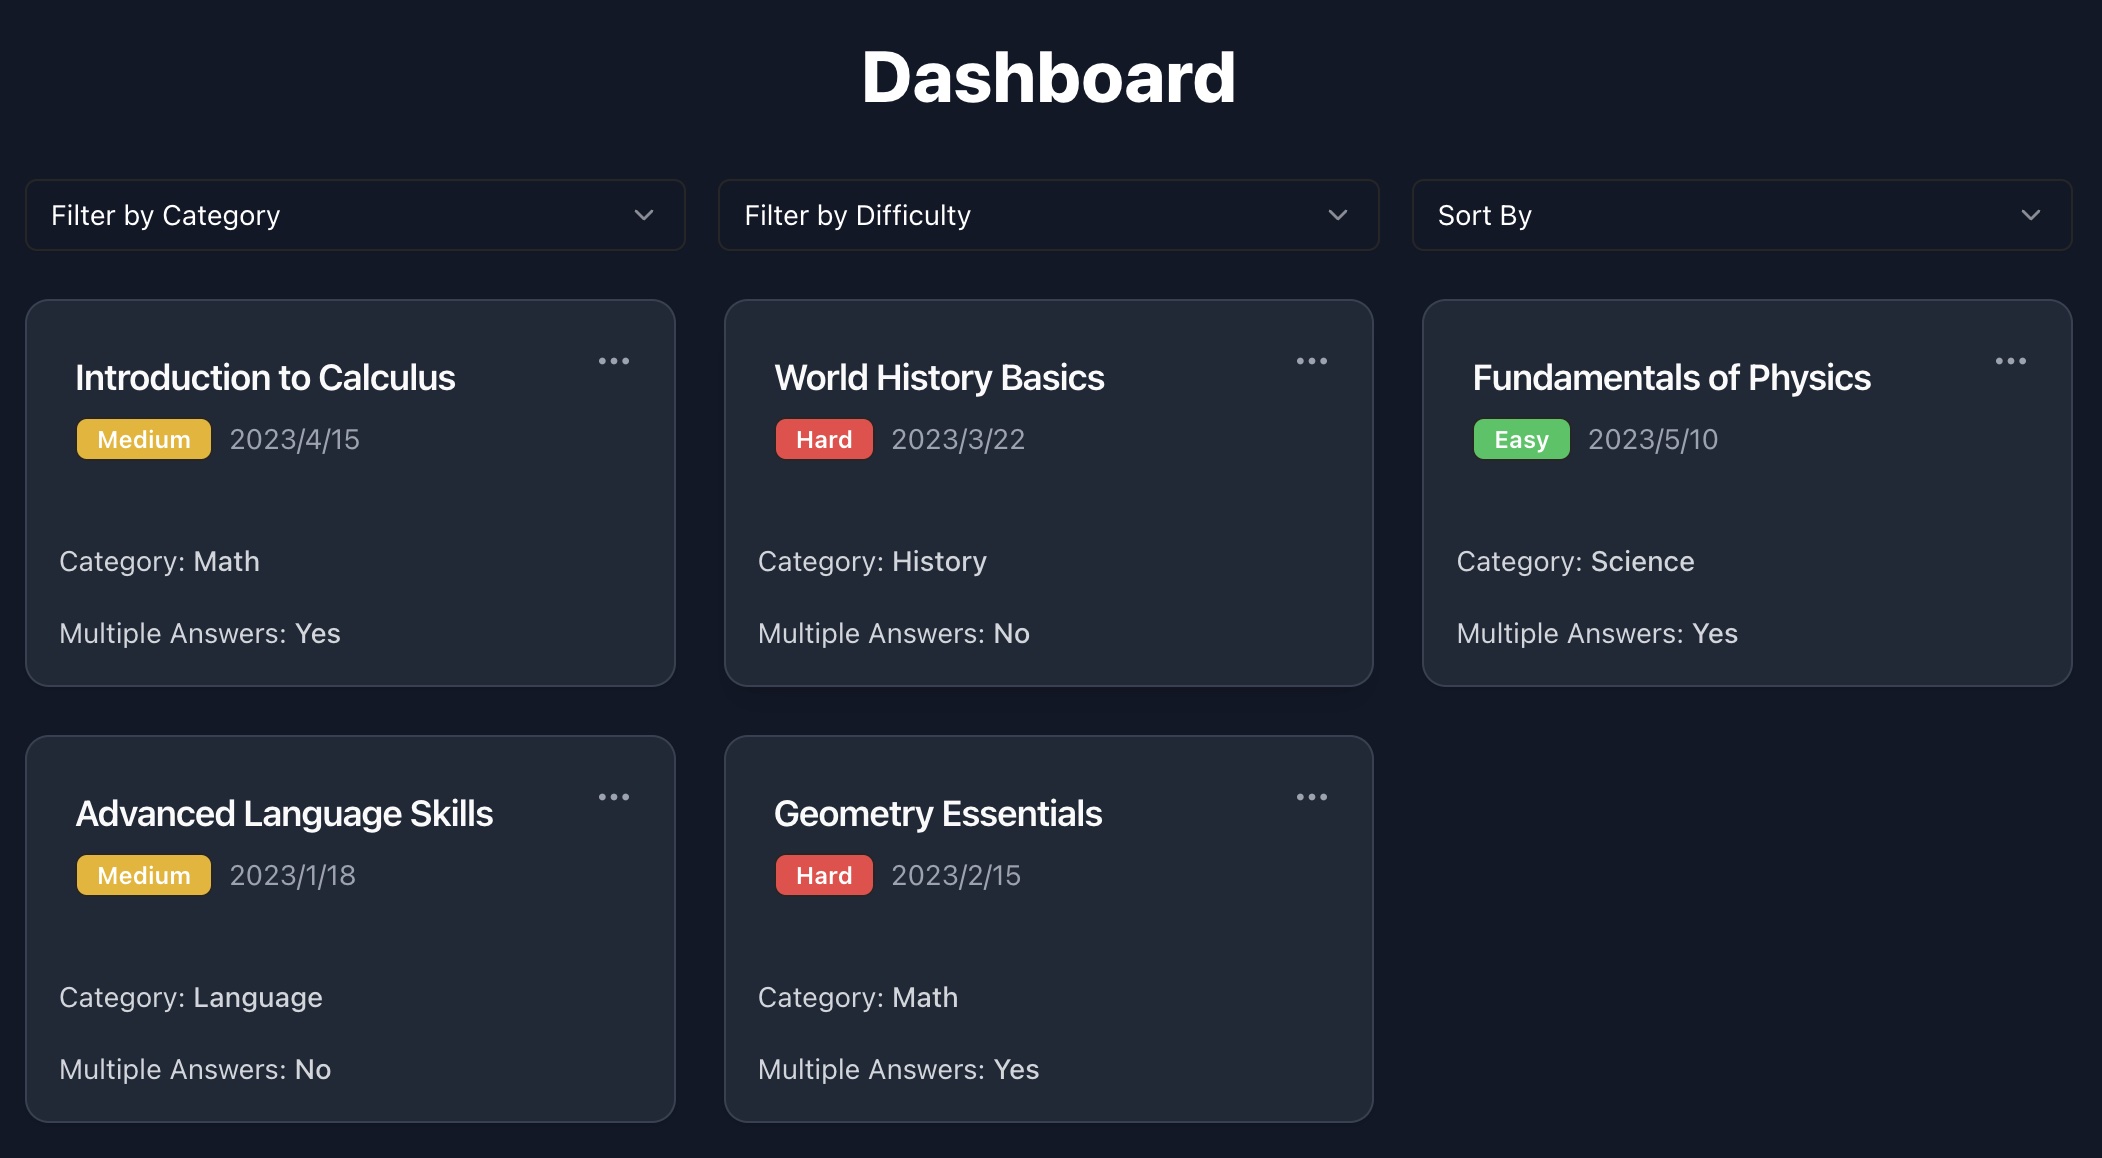 Dashboard
Filter by Category
Filter by Difficulty
Sort By
Introduction to Calculus
Medium 2023/4/15
Category: Math
Multiple Answers: Yes
World History Basics
Hard 2023/3/22
Category: History
Multiple Answers: No
Fundamentals of Physics
Easy 2023/5/10
Category: Science
Multiple Answers: Yes
Advanced Language Skills
Medium 2023/1/18
Category: Language
Multiple Answers: No
Geometry Essentials
Hard 2023/2/15
Category: Math
Multiple Answers: Yes